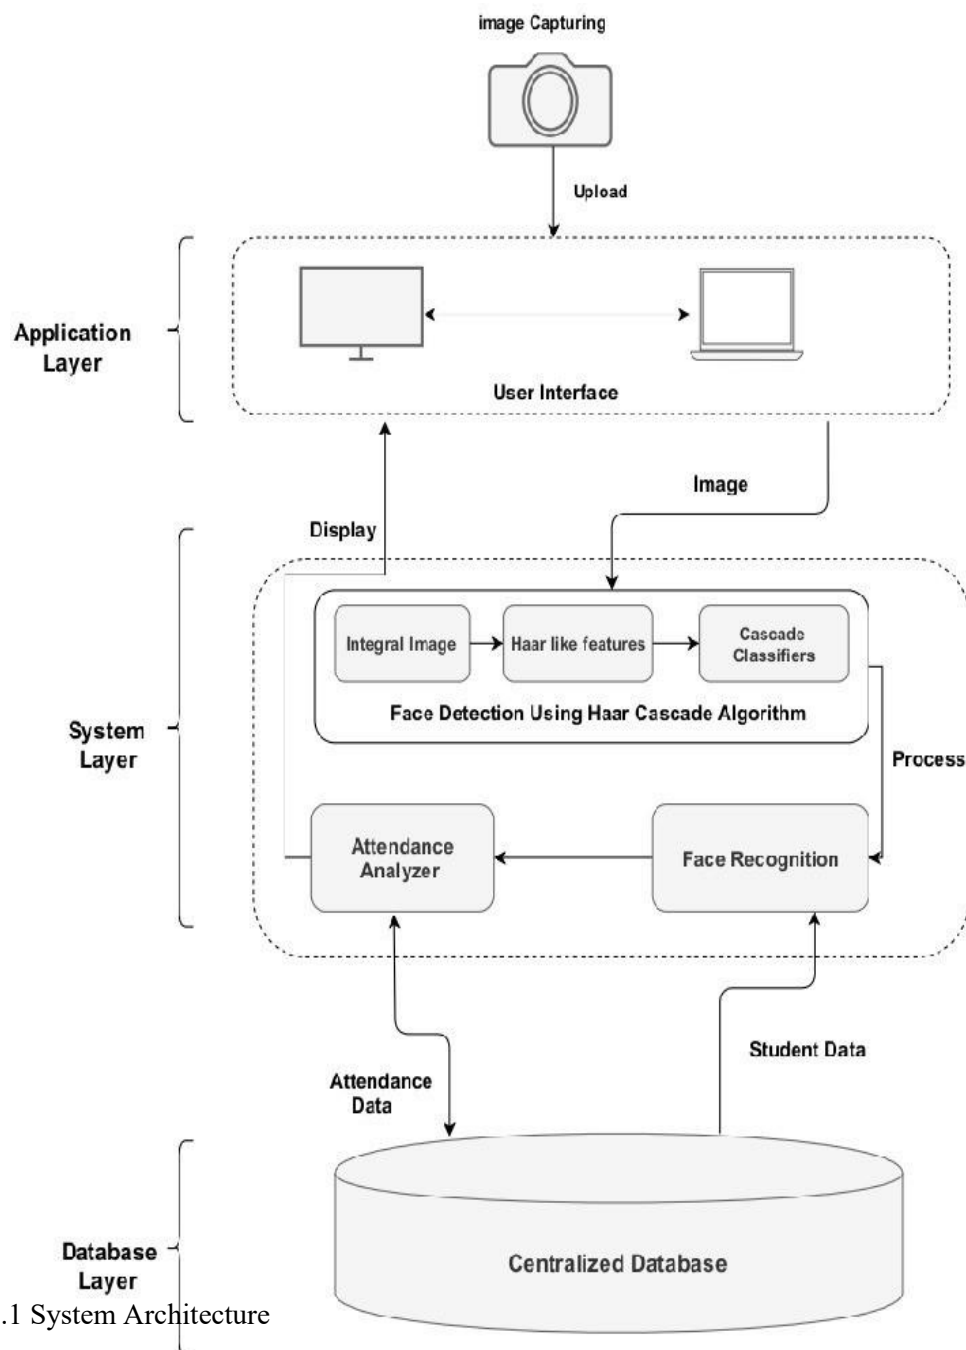 image Capturing
Upload
Application
Layer
User Interface
Image
Display
Integral Image
Haar like features
Cascade
Classifiers
Face Detection Using Haar Cascade Algorithm
System
Layer
Process
Attendance
Analyzer
Face Recognition
Student Data
Attendance
Data
Database
Layer
Centralized Database
.1 System Architecture